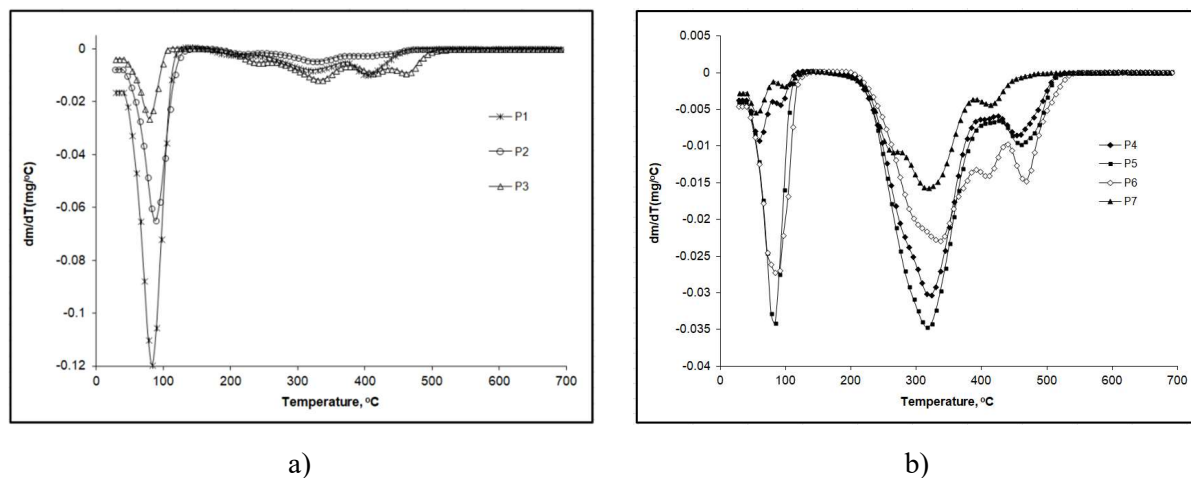 0
-0.02
-0.04
-0.06
-0.08
-0.1
-0.12
dm/dT(mg/ºC)
0 100 200 300 400 500 600 700
Temperature, ºC
P1
P2
P3
a)
0.005
0
-0.005
-0.01
-0.015
-0.02
-0.025
-0.03
-0.035
-0.04
dm/dT(mg/ºC)
0 100 200 300 400 500 600 700
Temperature, ºC
P4
P5
P6
P7
b)